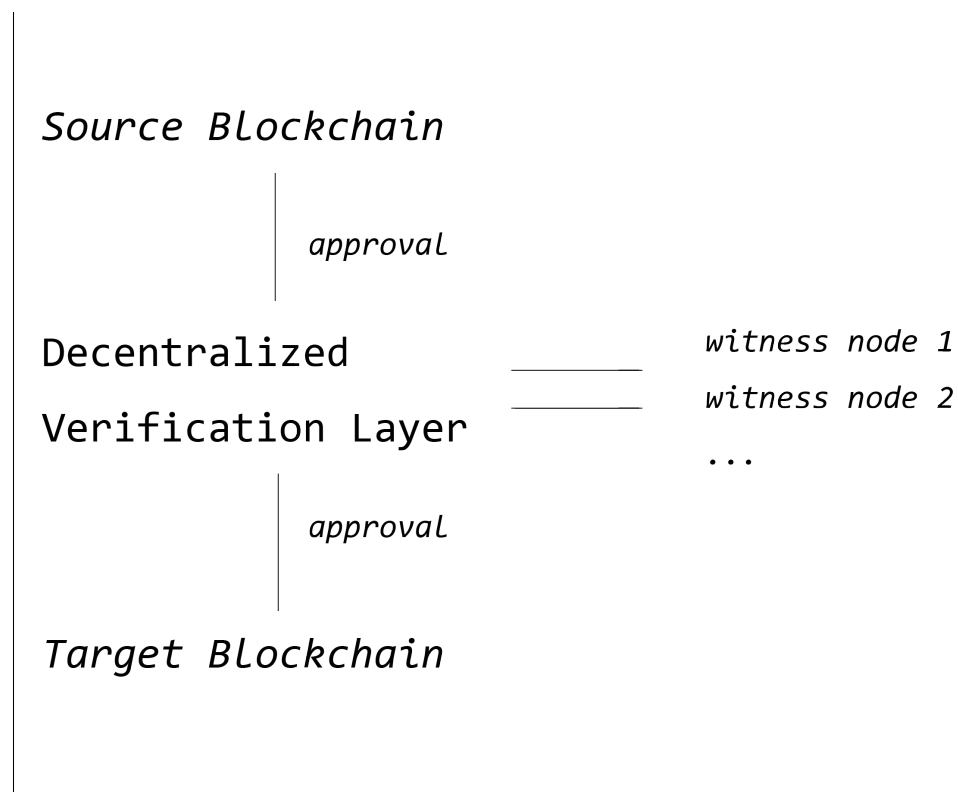 Source Blockchain
approval
Decentralized
Verification Layer
witness node 1
witness node 2
...
approval
Target Blockchain